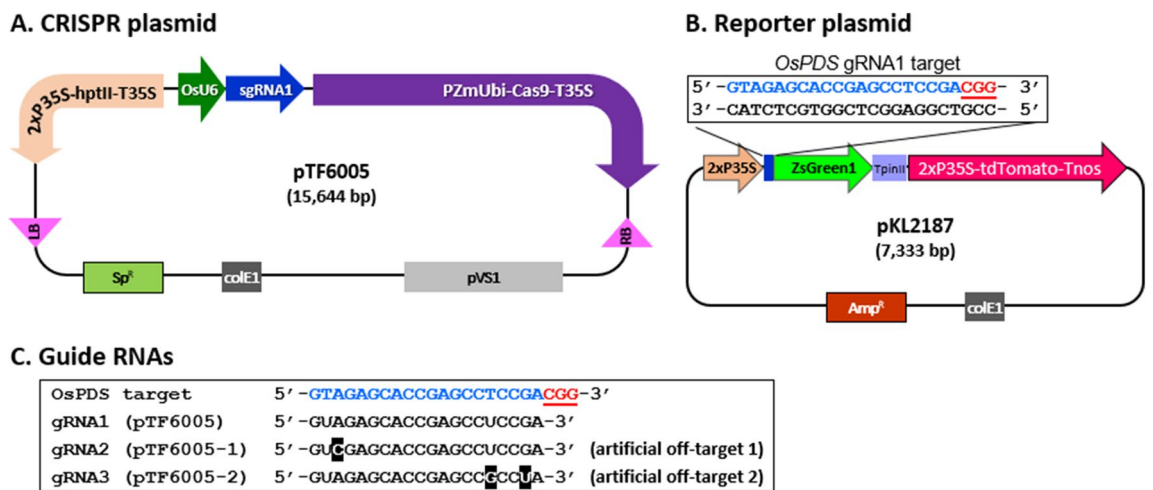 A. CRISPR plasmid
2xP35S-hptII-T35S
OsU6
sgRNA1
PZmUbi-Cas9-T35S
pTF6005
(15,644 bp)
LB
RB
Sp^R
colE1
pVS1
B. Reporter plasmid
OsPDS gRNA1 target
5′-GTAGAGCACCGAGCCTCCGACGG- 3′
3′-CATCTCGTGGCTCGGAGGCTGCC- 5′
2xP35S
ZsGreen1
TpinII
2xP35S-tdTomato-Tnos
pKL2187
(7,333 bp)
Amp^R
colE1
C. Guide RNAs
OsPDS target 5′-GTAGAGCACCGAGCCTCCGACGG-3′
gRNA1 (pTF6005) 5′-GUAGAGCACCGAGCCUCCGA-3′
gRNA2 (pTF6005-1) 5′-GUCGAGCACCGAGCCUCCGA-3′ (artificial off-target 1)
gRNA3 (pTF6005-2) 5′-GUAGAGCACCGAGCCGCCUA-3′ (artificial off-target 2)